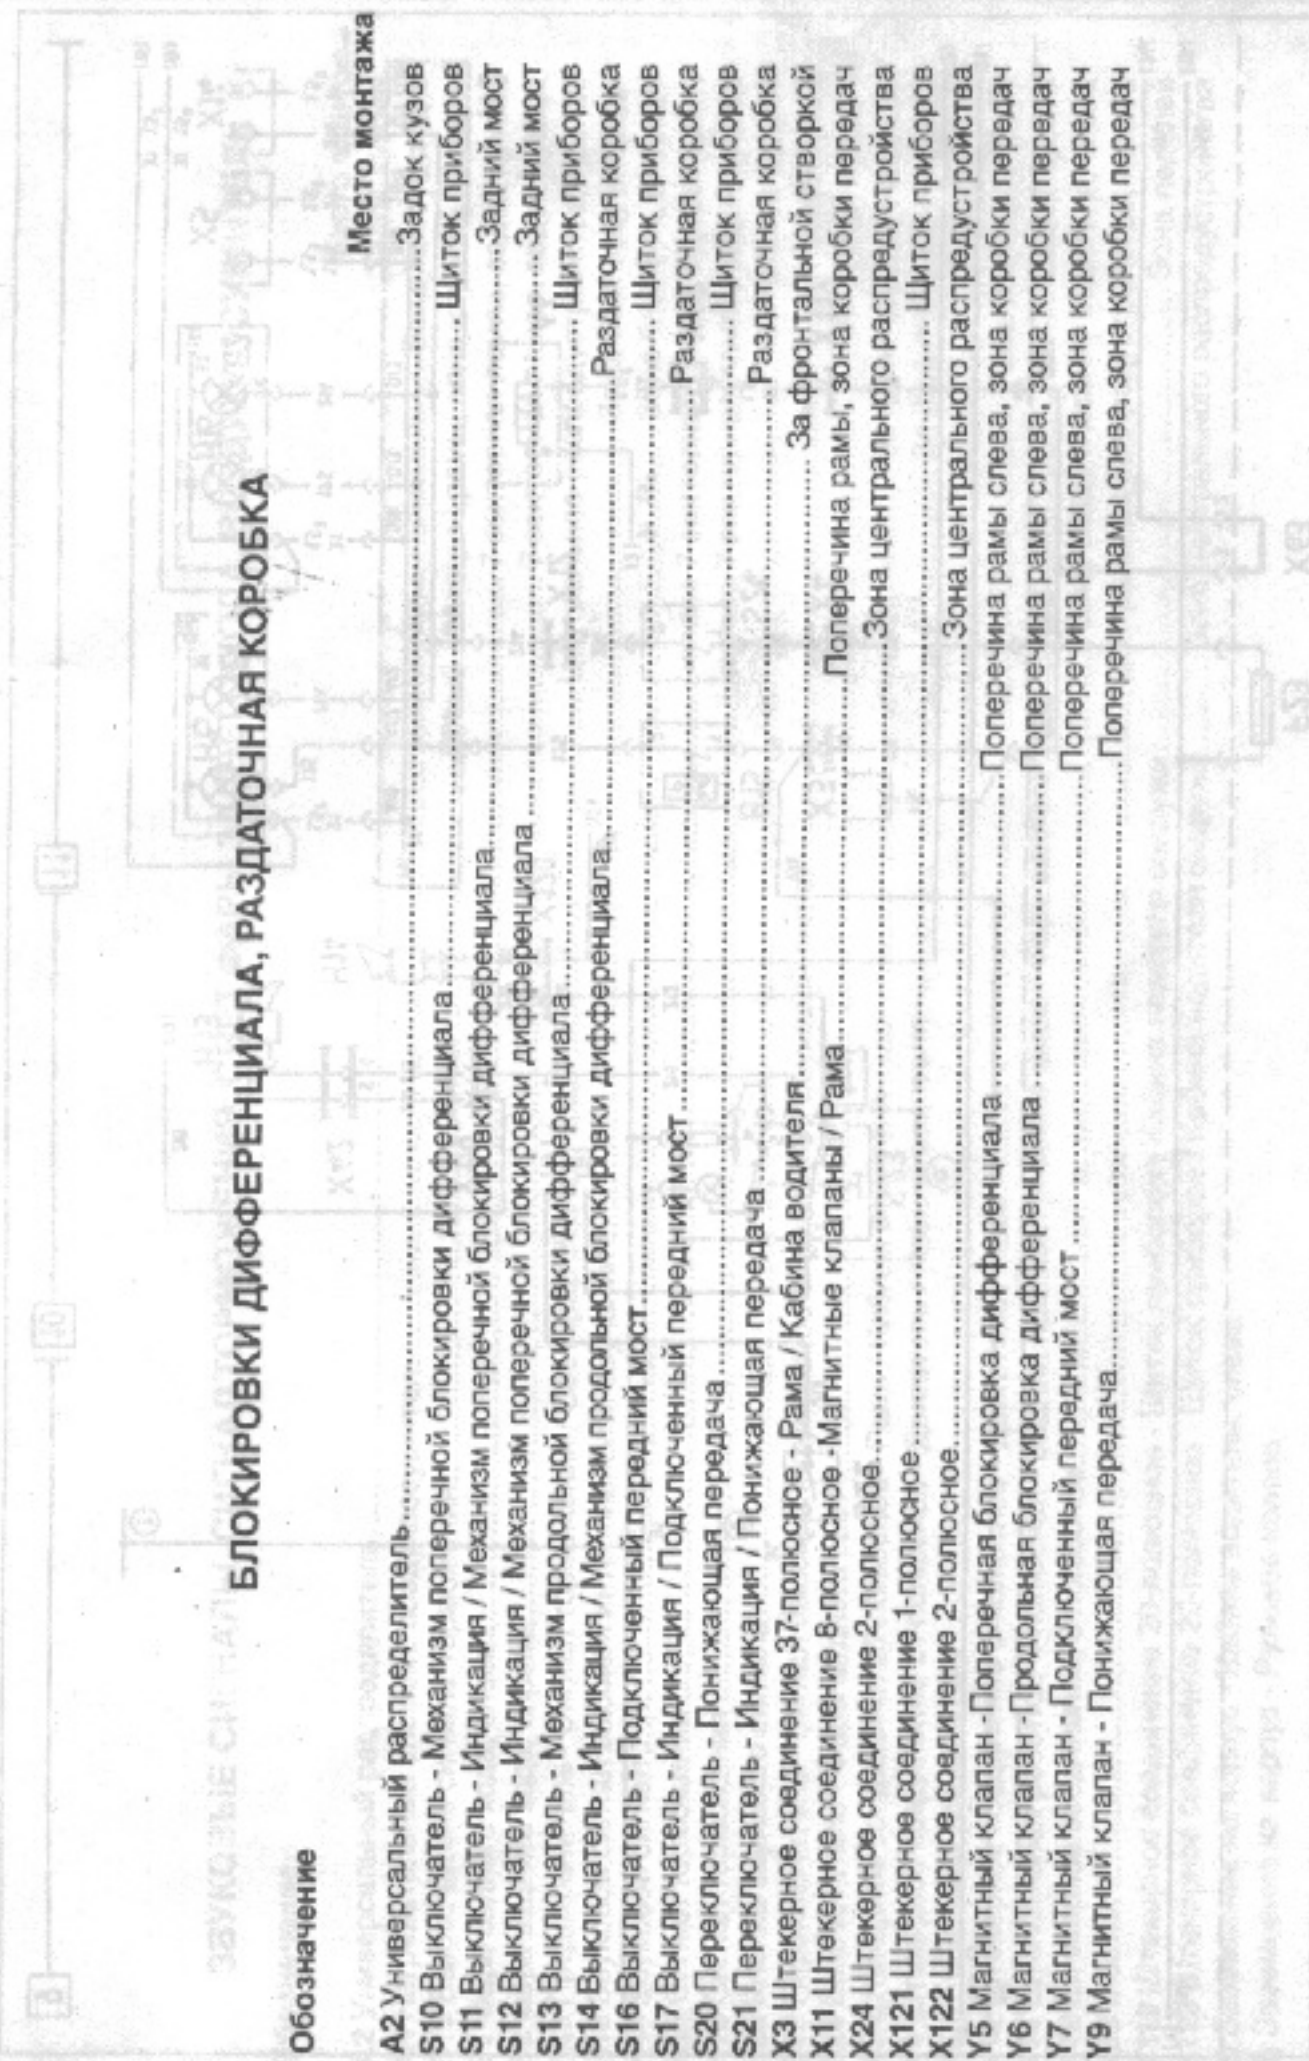 БЛОКИРОВКИ ДИФФЕРЕНЦИАЛА, РАЗДАТОЧНАЯ КОРОБКА
Обозначение Место монтажа
A2 Универсальный распределитель Задок кузов
S10 Выключатель - Механизм поперечной блокировки дифференциала Щиток приборов
S11 Выключатель - Индикация / Механизм поперечной блокировки дифференциала Задний мост
S12 Выключатель - Индикация / Механизм поперечной блокировки дифференциала Задний мост
S13 Выключатель - Механизм продольной блокировки дифференциала Щиток приборов
S14 Выключатель - Индикация / Механизм продольной блокировки дифференциала Раздаточная коробка
S16 Выключатель - Подключенный передний мост Щиток приборов
S17 Выключатель - Индикация / Подключенный передний мост Раздаточная коробка
S20 Переключатель - Понижающая передача Щиток приборов
S21 Переключатель - Индикация / Понижающая передача Раздаточная коробка
X3 Штекерное соединение 37-полюсное - Рама / Кабина водителя За фронтальной створкой
X11 Штекерное соединение 8-полюсное - Магнитные клапаны / Рама Поперечина рамы, зона коробки передач
X24 Штекерное соединение 2-полюсное Зона центрального распредустройства
X121 Штекерное соединение 1-полюсное Щиток приборов
X122 Штекерное соединение 2-полюсное Зона центрального распредустройства
Y5 Магнитный клапан - Поперечная блокировка дифференциала Поперечина рамы слева, зона коробки передач
Y6 Магнитный клапан - Продольная блокировка дифференциала Поперечина рамы слева, зона коробки передач
Y7 Магнитный клапан - Подключенный передний мост Поперечина рамы слева, зона коробки передач
Y9 Магнитный клапан - Понижающая передача Поперечина рамы слева, зона коробки передач